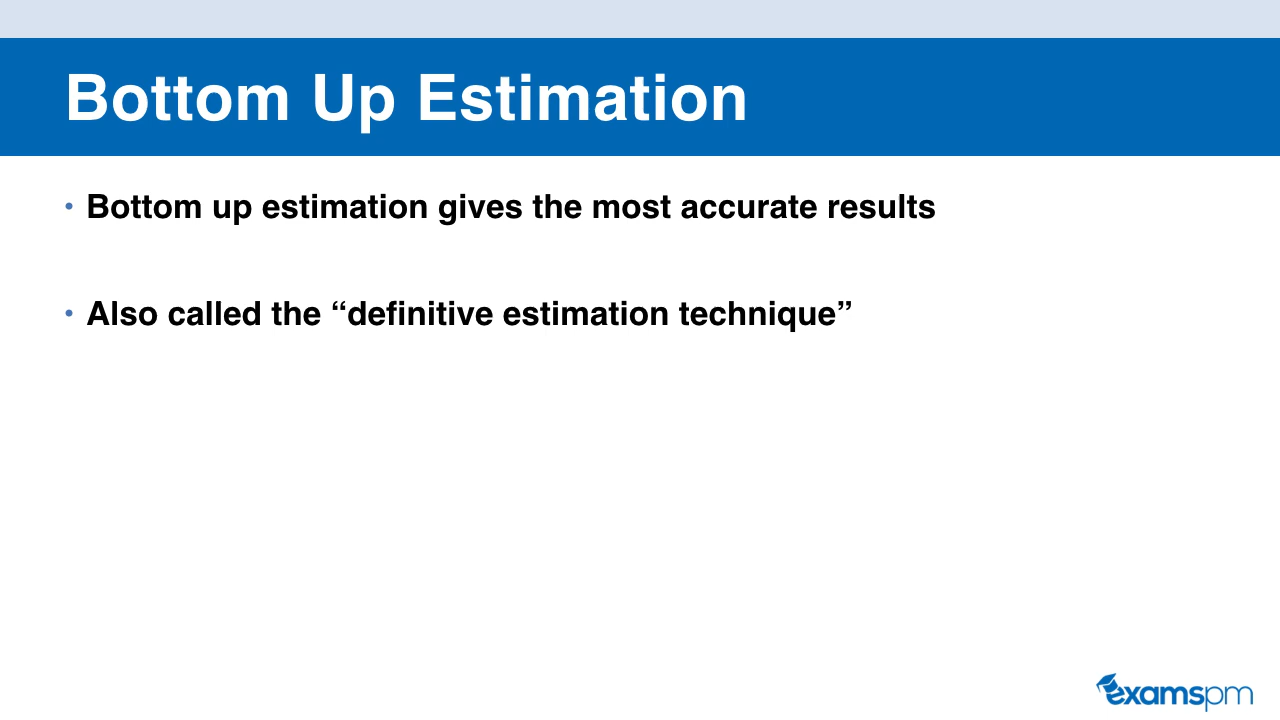 Bottom Up Estimation
• Bottom up estimation gives the most accurate results
• Also called the “definitive estimation technique”
examspm